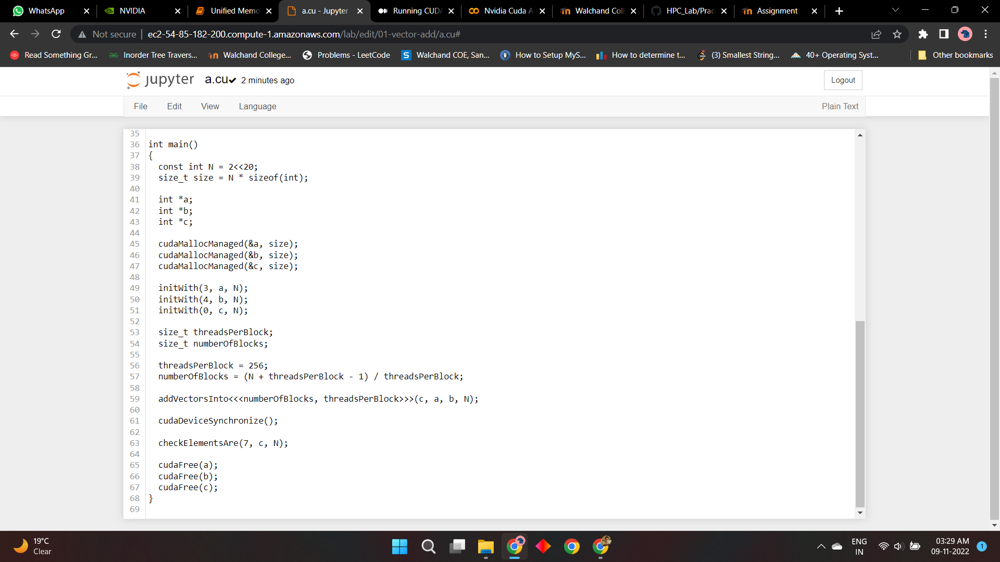 WhatsApp
NVIDIA
Unified Memo
a.cu - Jupyter
Running CUD
Nvidia Cuda A
Walchand Coll
HPC_Lab/Prac
Assignment
Not secure | ec2-54-85-182-200.compute-1.amazonaws.com/lab/edit/01-vector-add/a.cu#
Read Something Gr...
Inorder Tree Travers...
Walchand College...
Problems - LeetCode
Walchand COE, San...
How to Setup MyS...
How to determine t...
(3) Smallest String...
40+ Operating Syst...
Other bookmarks
jupyter a.cu✔ 2 minutes ago
Logout
File Edit View Language
Plain Text
35
36 int main()
37 {
38 const int N = 2<<20;
39 size_t size = N * sizeof(int);
40
41 int *a;
42 int *b;
43 int *c;
44
45 cudaMallocManaged(&a, size);
46 cudaMallocManaged(&b, size);
47 cudaMallocManaged(&c, size);
48
49 initWith(3, a, N);
50 initWith(4, b, N);
51 initWith(0, c, N);
52
53 size_t threadsPerBlock;
54 size_t numberOfBlocks;
55
56 threadsPerBlock = 256;
57 numberOfBlocks = (N + threadsPerBlock - 1) / threadsPerBlock;
58
59 addVectorsInto<<<numberOfBlocks, threadsPerBlock>>>(c, a, b, N);
60
61 cudaDeviceSynchronize();
62
63 checkElementsAre(7, c, N);
64
65 cudaFree(a);
66 cudaFree(b);
67 cudaFree(c);
68 }
69
19°C
Clear
ENG
IN
03:29 AM
09-11-2022
1